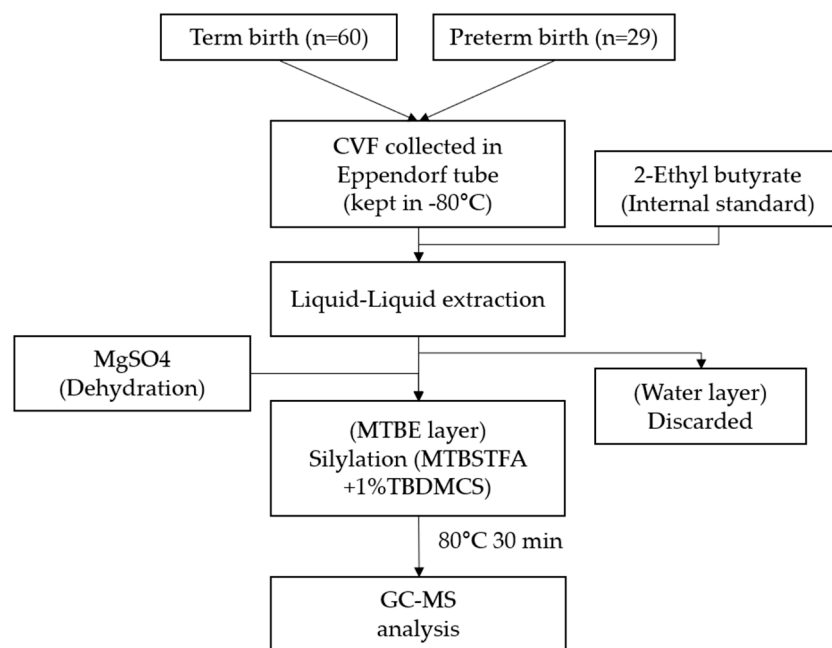 Term birth (n=60)
Preterm birth (n=29)
CVF collected in
Eppendorf tube
(kept in -80°C)
2-Ethyl butyrate
(Internal standard)
Liquid-Liquid extraction
MgSO4
(Dehydration)
(Water layer)
Discarded
(MTBE layer)
Silylation (MTBSTFA
+1%TBDMCS)
80°C 30 min
GC-MS
analysis